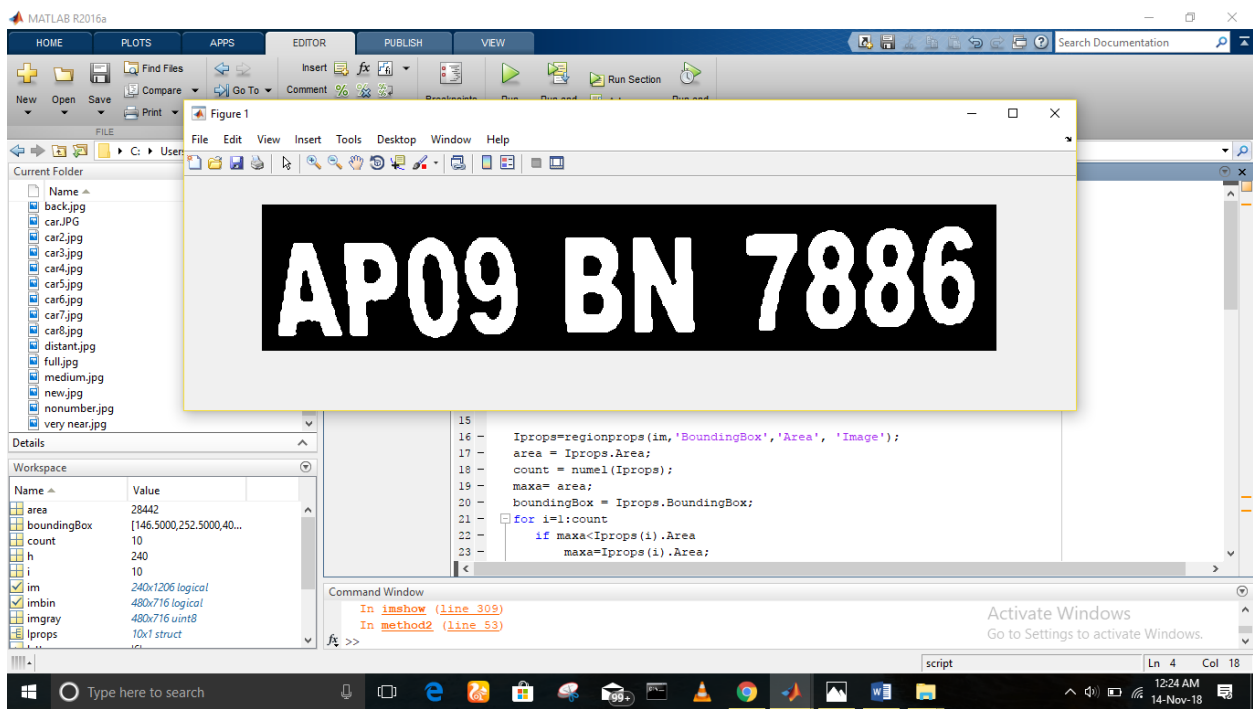 MATLAB R2016a
HOME PLOTS APPS EDITOR PUBLISH VIEW
Search Documentation
Find Files Insert fx
New Open Save Compare Go To Comment Run Section
Print
FILE
Figure 1
File Edit View Insert Tools Desktop Window Help
C: User
Current Folder
Name
back.jpg
car.JPG
car2.jpg
car3.jpg
car4.jpg
car5.jpg
car6.jpg
car7.jpg
car8.jpg
distant.jpg
full.jpg
medium.jpg
new.jpg
nonumber.jpg
very near.jpg
AP09 BN 7886
Details
Workspace
Name Value
area 28442
boundingBox [146.5000,252.5000,40...
count 10
h 240
i 10
im 240x1206 logical
imbin 480x716 logical
imgray 480x716 uint8
Iprops 10x1 struct
15
16 – Iprops=regionprops(im,'BoundingBox','Area', 'Image');
17 – area = Iprops.Area;
18 – count = numel(Iprops);
19 – maxa= area;
20 – boundingBox = Iprops.BoundingBox;
21 – for i=1:count
22 – if maxa<Iprops(i).Area
23 – maxa=Iprops(i).Area;
Command Window
In imshow (line 309)
In method2 (line 53)
fx >>
Activate Windows
Go to Settings to activate Windows.
script Ln 4 Col 18
Type here to search
99+
12:24 AM
14-Nov-18